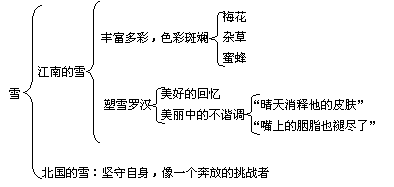 雪
江南的雪
丰富多彩，色彩斑斓
梅花
杂草
蜜蜂
塑雪罗汉
美好的回忆
美丽中的不谐调
“晴天消释他的皮肤”
“嘴上的胭脂也褪尽了”
北国的雪：坚守自身，像一个奔放的挑战者